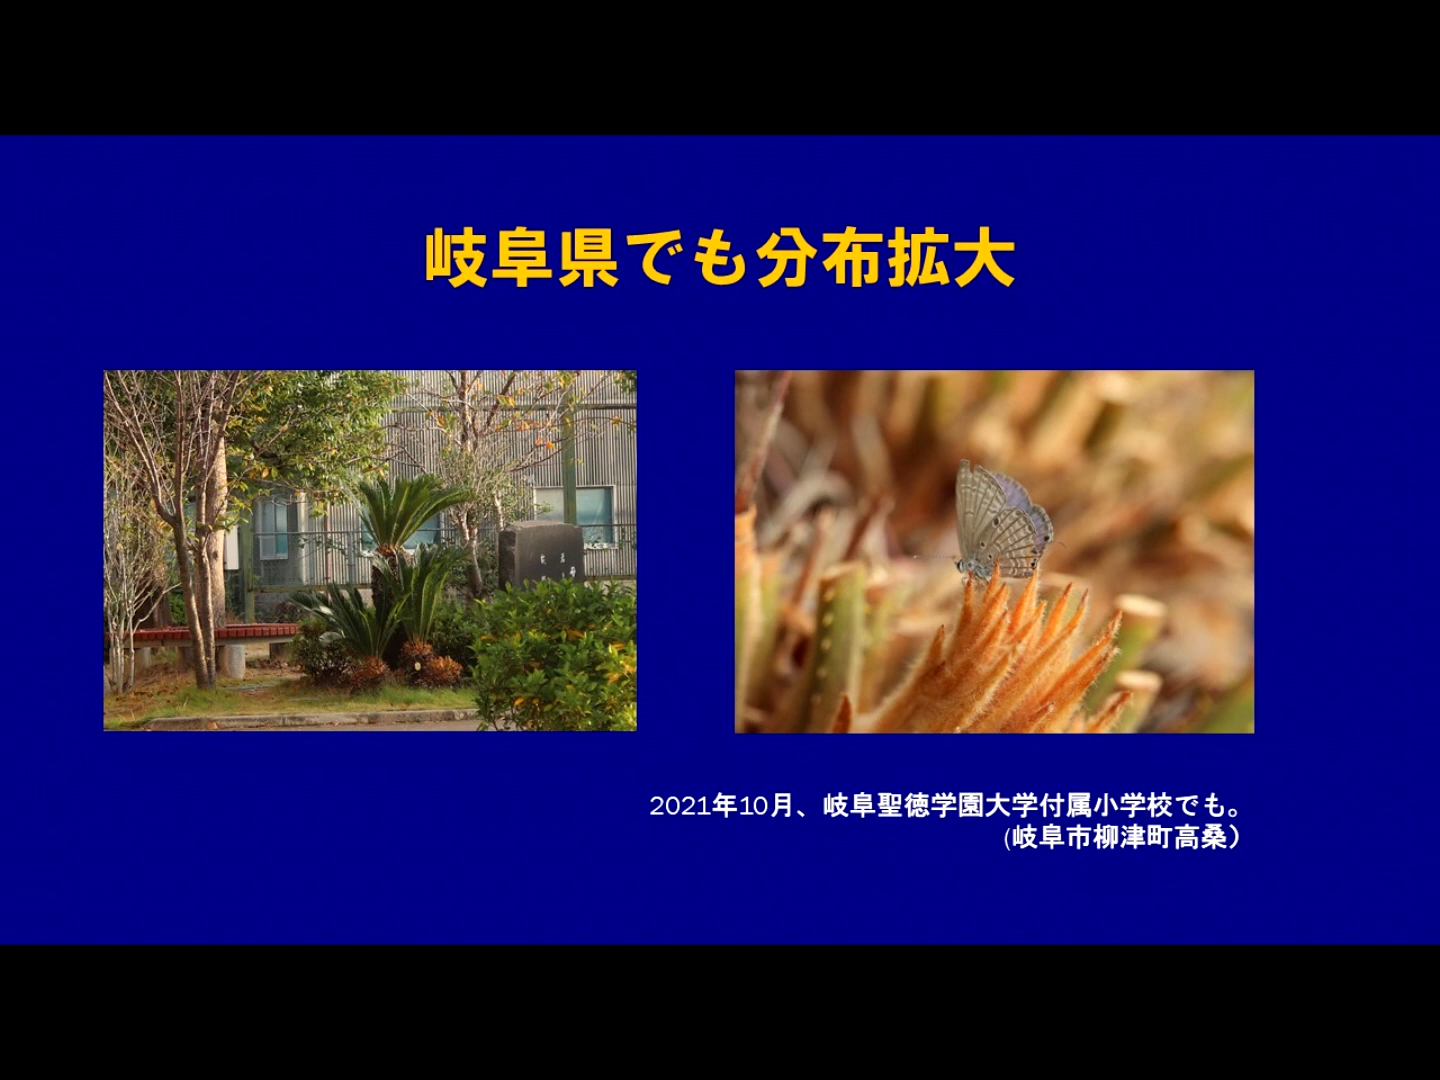 岐阜県でも分布拡大
2021年10月、岐阜聖徳学園大学付属小学校でも。
(岐阜市柳津町高桑）